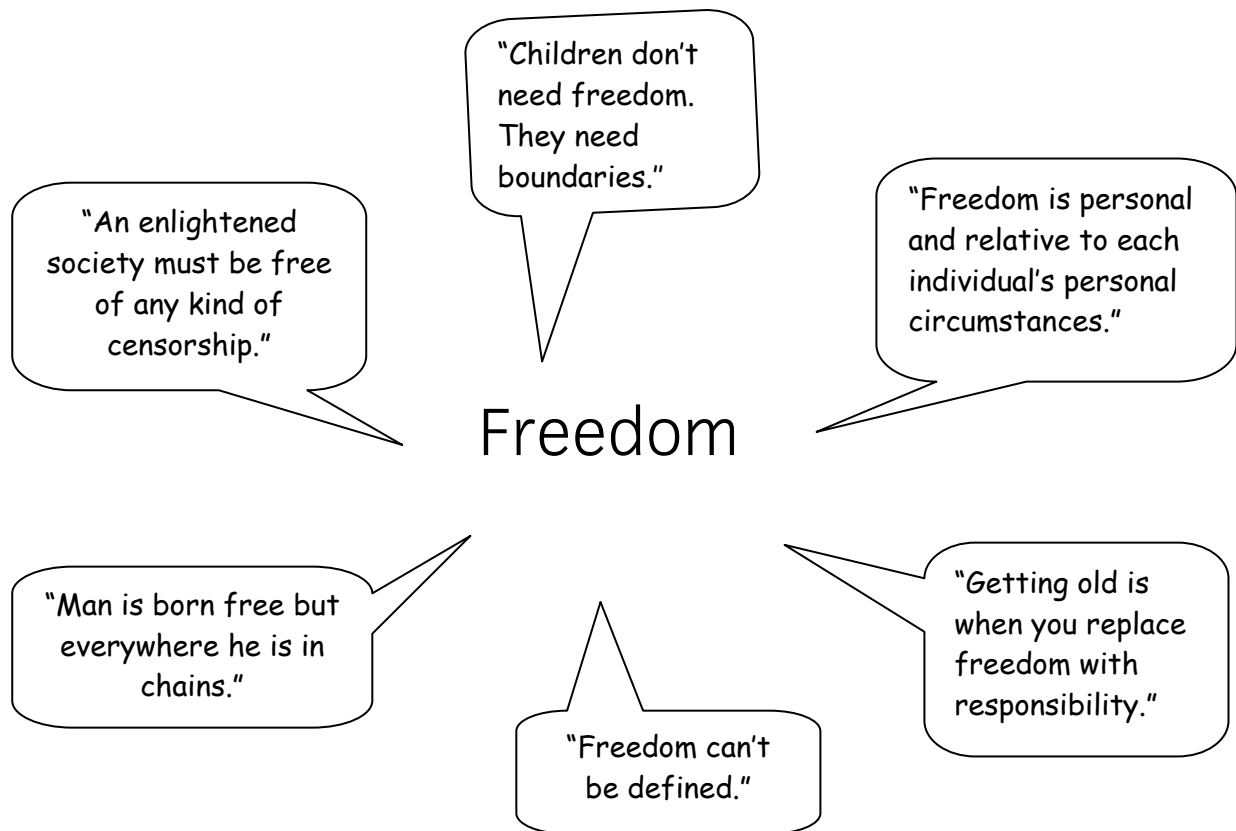 “Children don’t
need freedom.
They need
boundaries.”
“An enlightened
society must be free
of any kind of
censorship.”
“Freedom is personal
and relative to each
individual’s personal
circumstances.”
Freedom
“Man is born free but
everywhere he is in
chains.”
“Getting old is
when you replace
freedom with
responsibility.”
“Freedom can’t
be defined.”